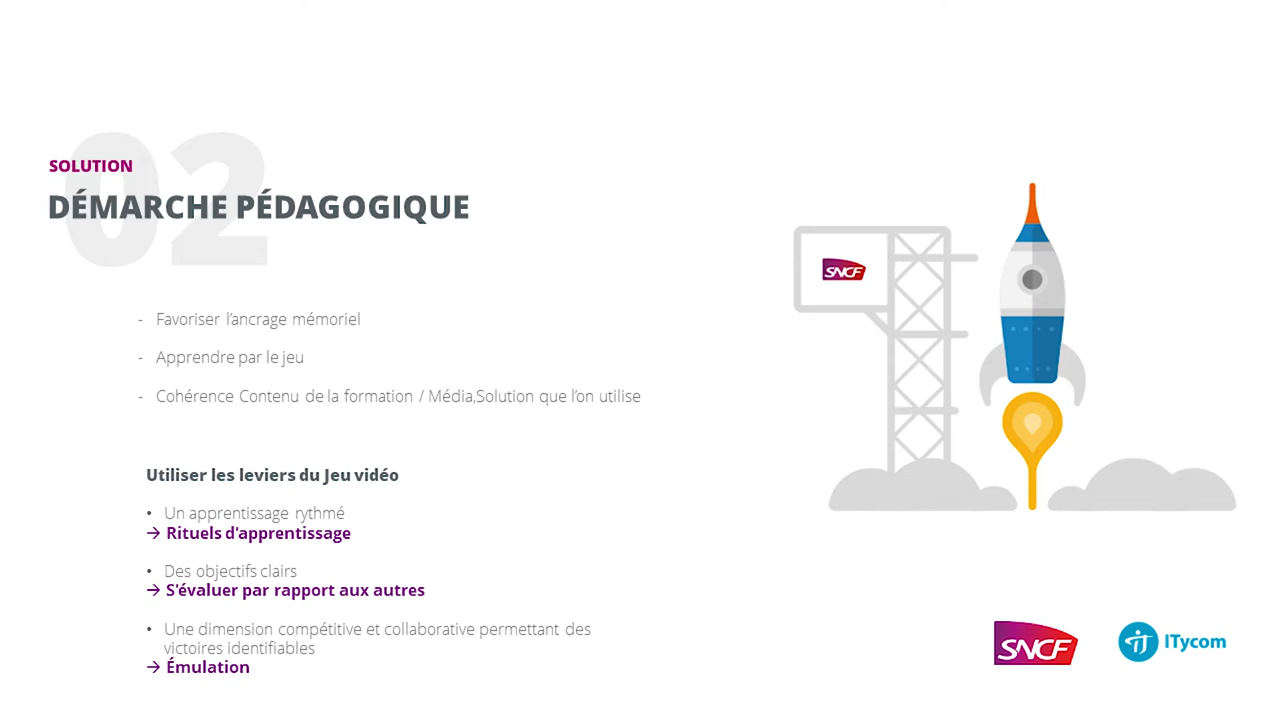 02
SOLUTION
DÉMARCHE PÉDAGOGIQUE
SNCF
- Favoriser l'ancrage mémoriel
- Apprendre par le jeu
- Cohérence Contenu de la formation / Média,Solution que l'on utilise
Utiliser les leviers du Jeu vidéo
• Un apprentissage rythmé
→ Rituels d'apprentissage
• Des objectifs clairs
→ S'évaluer par rapport aux autres
• Une dimension compétitive et collaborative permettant des
victoires identifiables
→ Émulation
SNCF
ITycom